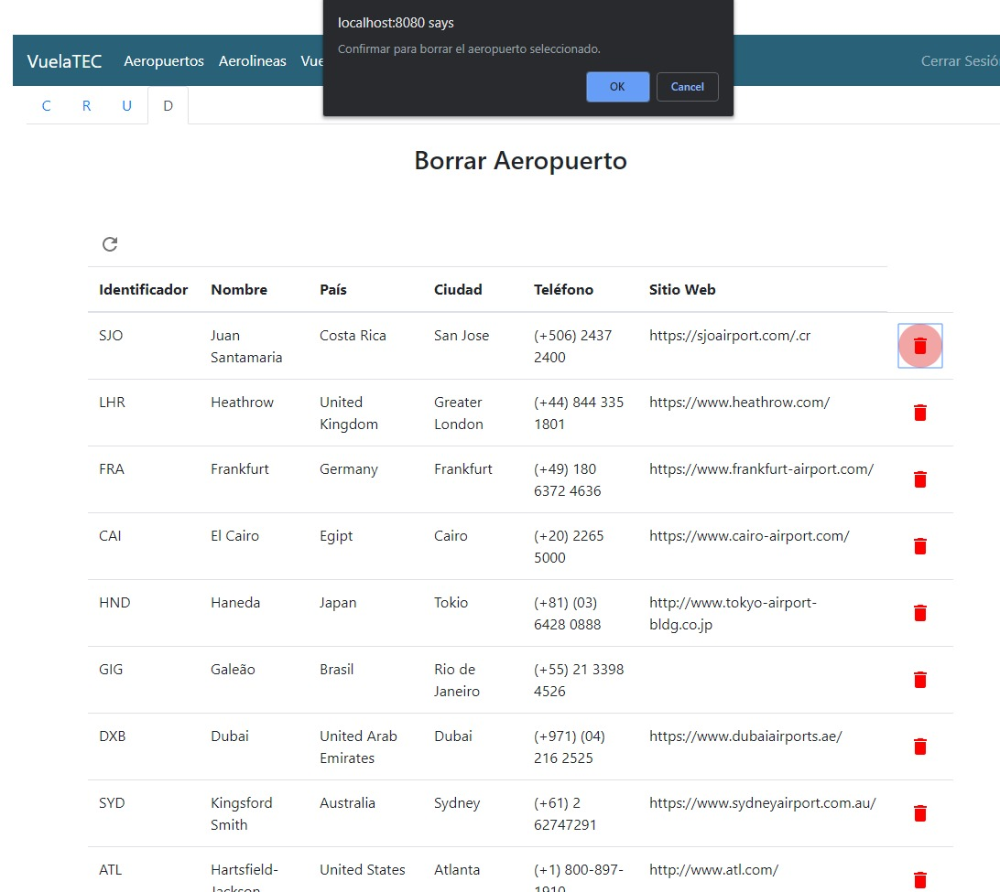 localhost:8080 says
Confirmar para borrar el aeropuerto seleccionado.
OK Cancel
VuelaTEC Aeropuertos Aerolineas Vue Cerrar Sesió
C R U D
Borrar Aeropuerto
Identificador Nombre País Ciudad Teléfono Sitio Web
SJO Juan Costa Rica San Jose (+506) 2437 https://sjoairport.com/.cr
Santamaria 2400
LHR Heathrow United Greater (+44) 844 335 https://www.heathrow.com/
Kingdom London 1801
FRA Frankfurt Germany Frankfurt (+49) 180 https://www.frankfurt-airport.com/
6372 4636
CAI El Cairo Egipt Cairo (+20) 2265 https://www.cairo-airport.com/
5000
HND Haneda Japan Tokio (+81) (03) http://www.tokyo-airport-
6428 0888 bldg.co.jp
GIG Galeão Brasil Rio de (+55) 21 3398
Janeiro 4526
DXB Dubai United Arab Dubai (+971) (04) https://www.dubaiairports.ae/
Emirates 216 2525
SYD Kingsford Australia Sydney (+61) 2 https://www.sydneyairport.com.au/
Smith 62747291
ATL Hartsfield- United States Atlanta (+1) 800-897- http://www.atl.com/
Jackson 1910